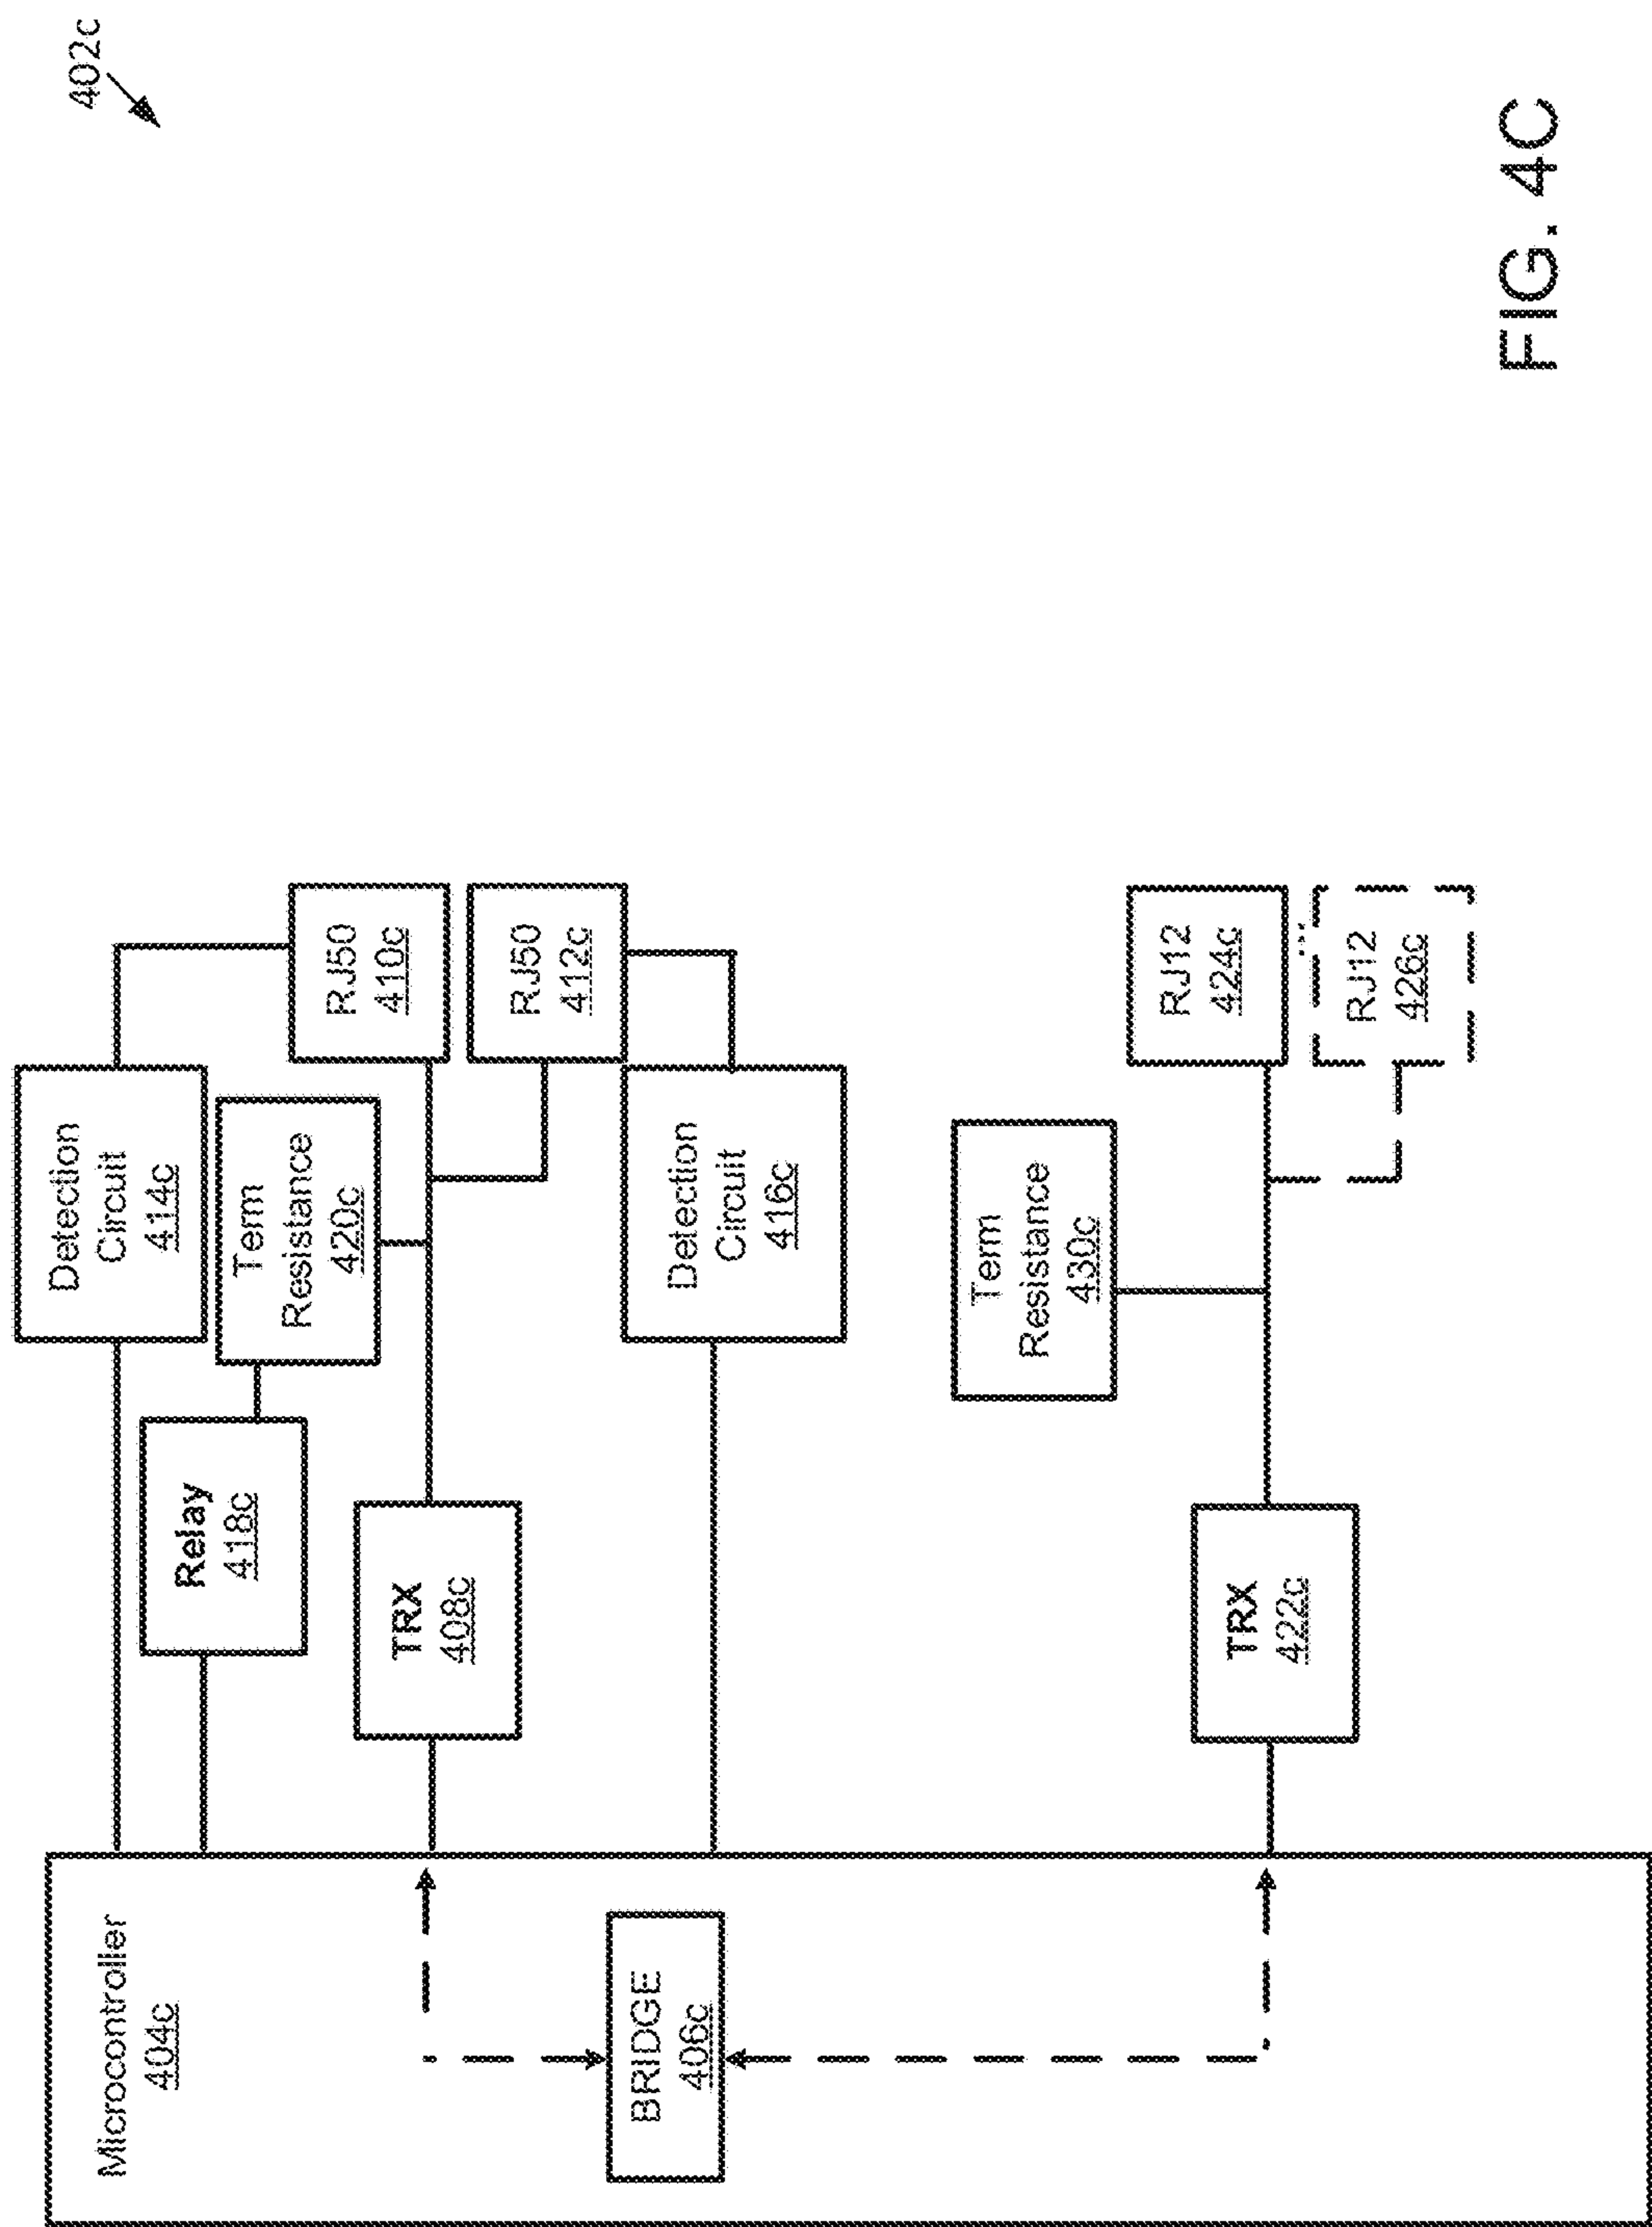 402c
Microcontroller
404c
BRIDGE
406c
Detection
Circuit
414c
Relay
418c
Term
Resistance
420c
TRX
408c
RJ50
410c
RJ50
412c
Detection
Circuit
416c
Term
Resistance
430c
TRX
422c
RJ12
424c
...
RJ12
426c
FIG. 4C